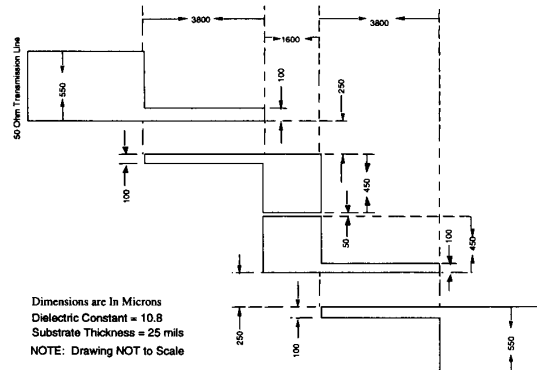 3800
3800
1600
100
250
550
50 Ohm Transmission Line
100
450
50
100
450
Dimensions are In Microns
Dielectric Constant = 10.8
Substrate Thickness = 25 mils
NOTE: Drawing NOT to Scale
250
100
550